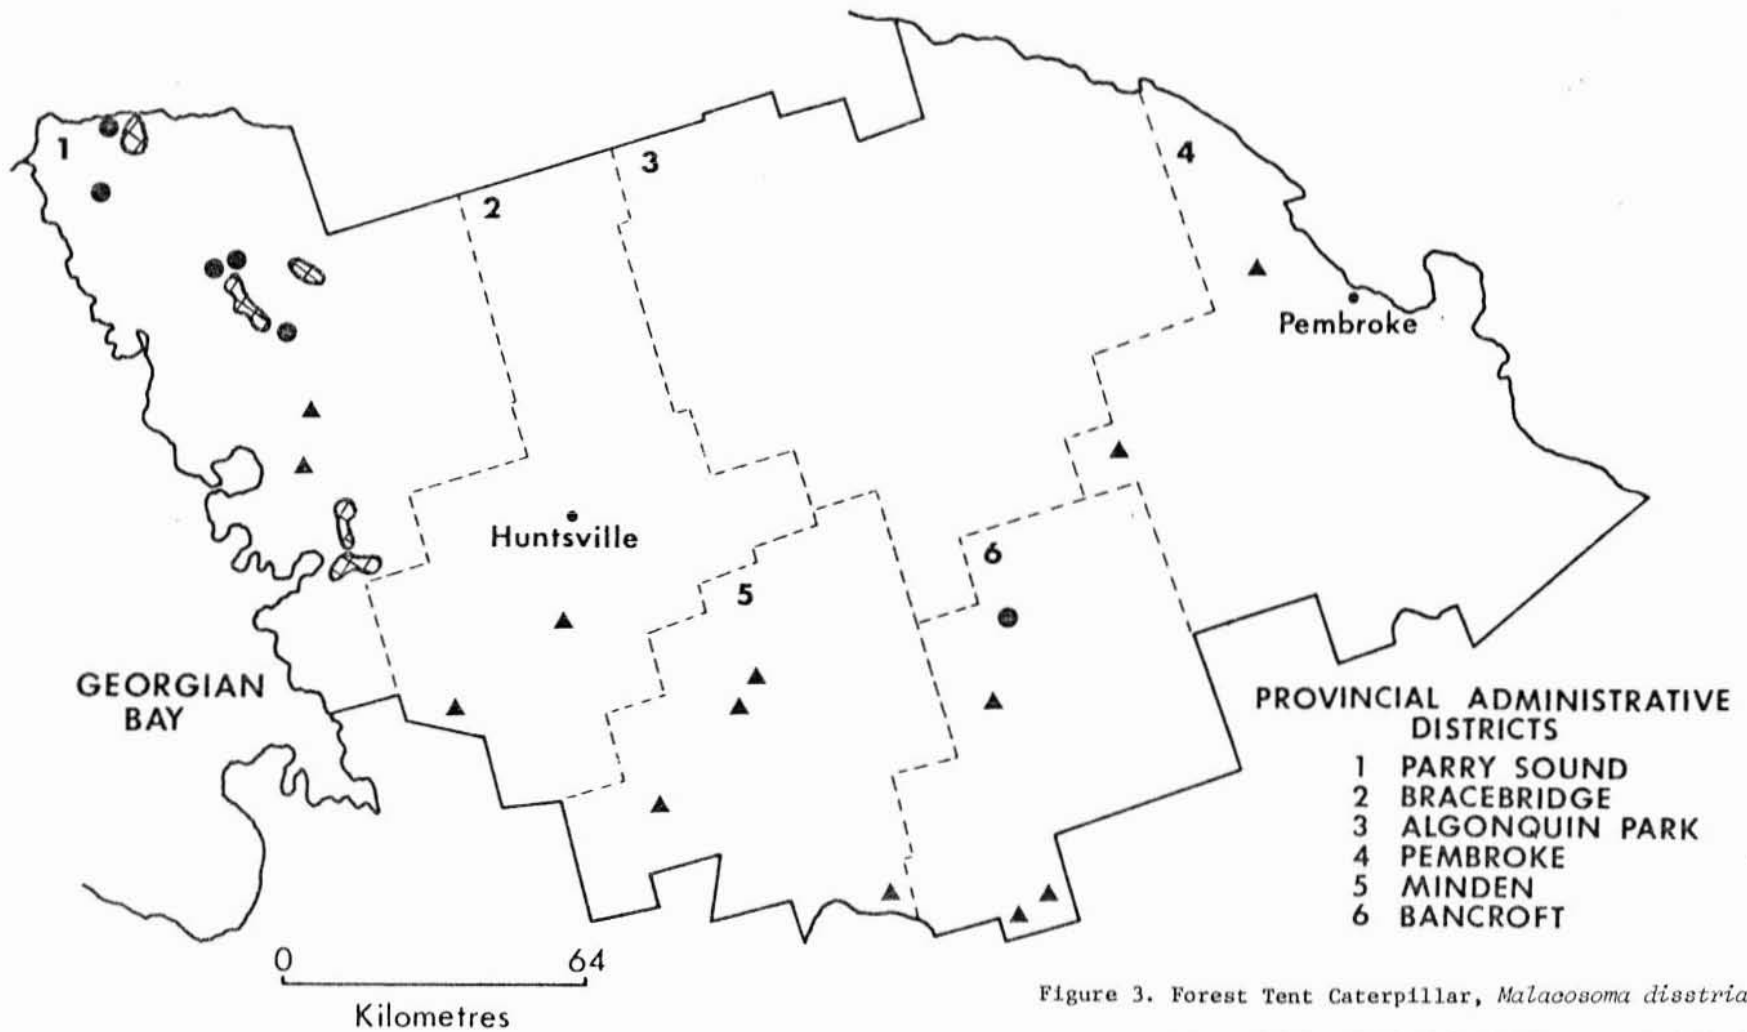 1
2
3
4
Pembroke
Huntsville
5
6
GEORGIAN
BAY
PROVINCIAL ADMINISTRATIVE
DISTRICTS
1 PARRY SOUND
2 BRACEBRIDGE
3 ALGONQUIN PARK
4 PEMBROKE
5 MINDEN
6 BANCROFT
0 64
Kilometres
Figure 3. Forest Tent Caterpillar, Malacosoma disstria